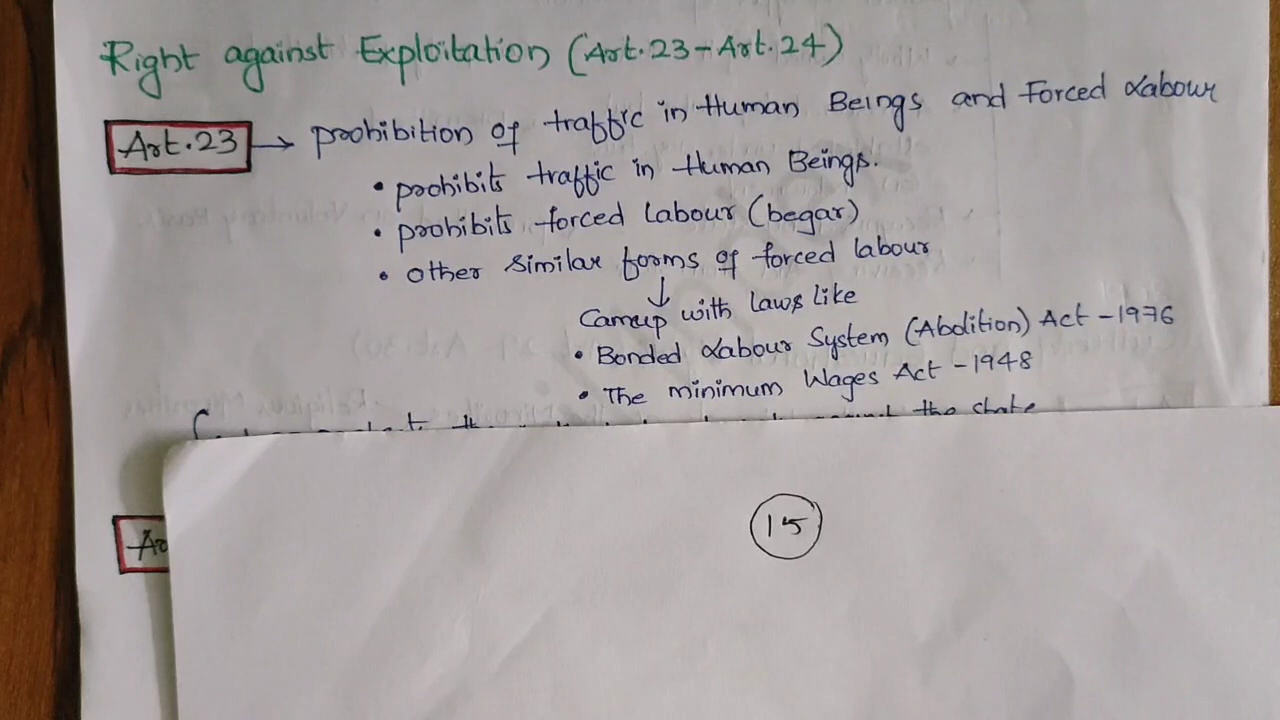 Right against Exploitation (Art.23-Art.24)
Art.23 → prohibition of traffic in Human Beings and Forced Labour
• prohibits traffic in Human Beings.
• prohibits forced labour (begar)
• other similar forms of forced labour
↓
Cameup with laws like
• Bonded Labour System (Abolition) Act -1976
• The minimum Wages Act -1948
the state
15